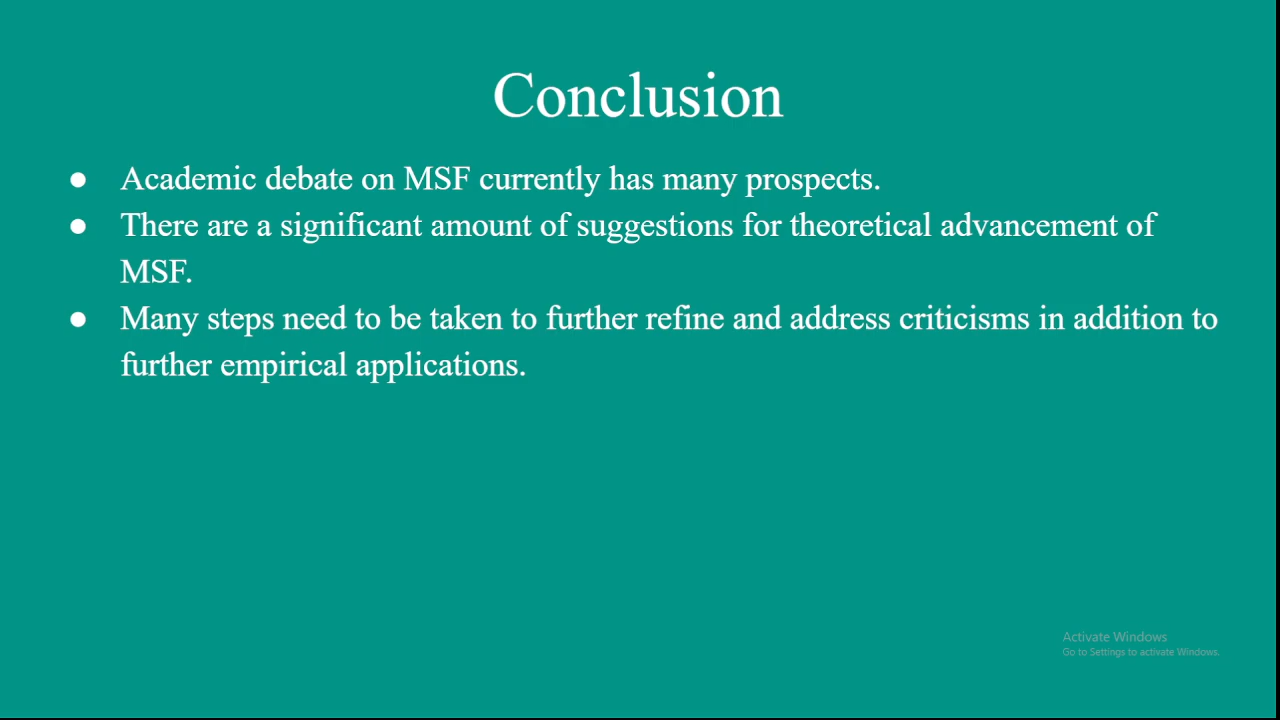 Conclusion
● Academic debate on MSF currently has many prospects.
● There are a significant amount of suggestions for theoretical advancement of
MSF.
● Many steps need to be taken to further refine and address criticisms in addition to
further empirical applications.
Activate Windows
Go to Settings to activate Windows.